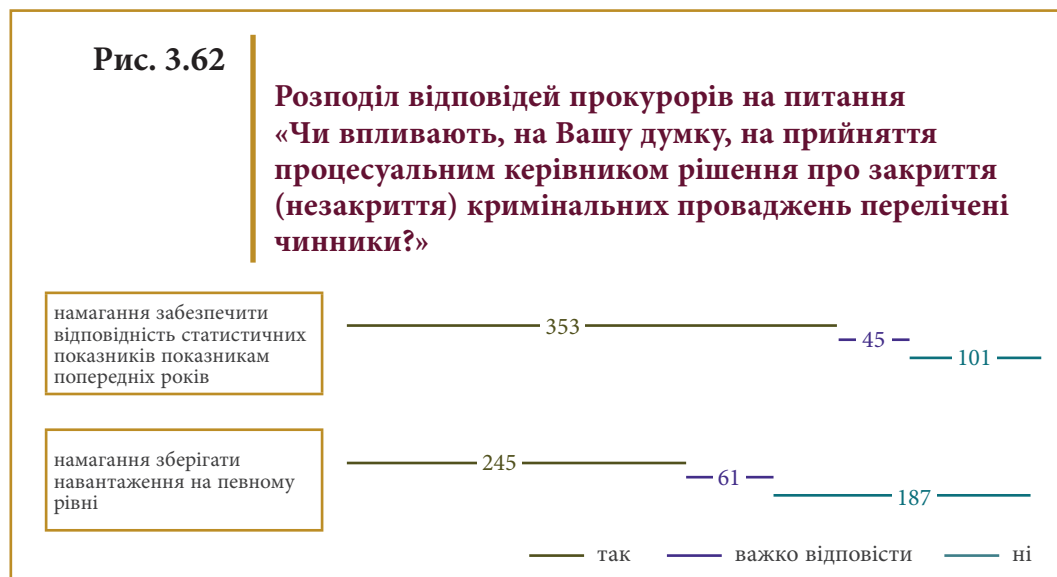 Рис. 3.62
Розподіл відповідей прокурорів на питання
«Чи впливають, на Вашу думку, на прийняття
процесуальним керівником рішення про закриття
(незакриття) кримінальних проваджень перелічені
чинники?»
намагання забезпечити
відповідність статистичних
показників показникам
попередніх років
353
45
101
намагання зберігати
навантаження на певному
рівні
245
61
187
так важко відповісти ні